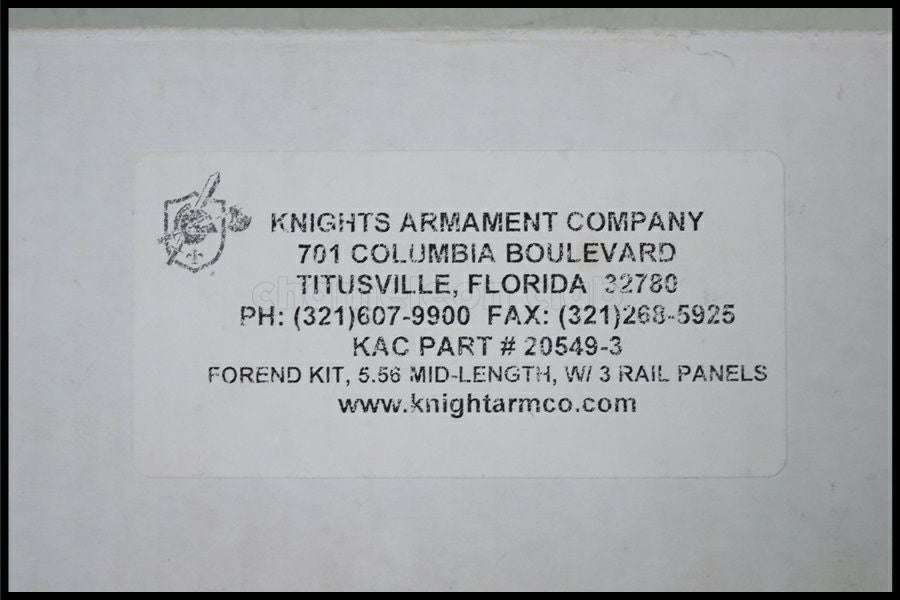 KNIGHTS ARMAMENT COMPANY
701 COLUMBIA BOULEVARD
TITUSVILLE, FLORIDA 32780
PH: (321)607-9900 FAX: (321)268-5925
KAC PART # 20549-3
FOREND KIT, 5.56 MID-LENGTH, W/ 3 RAIL PANELS
www.knightarmco.com